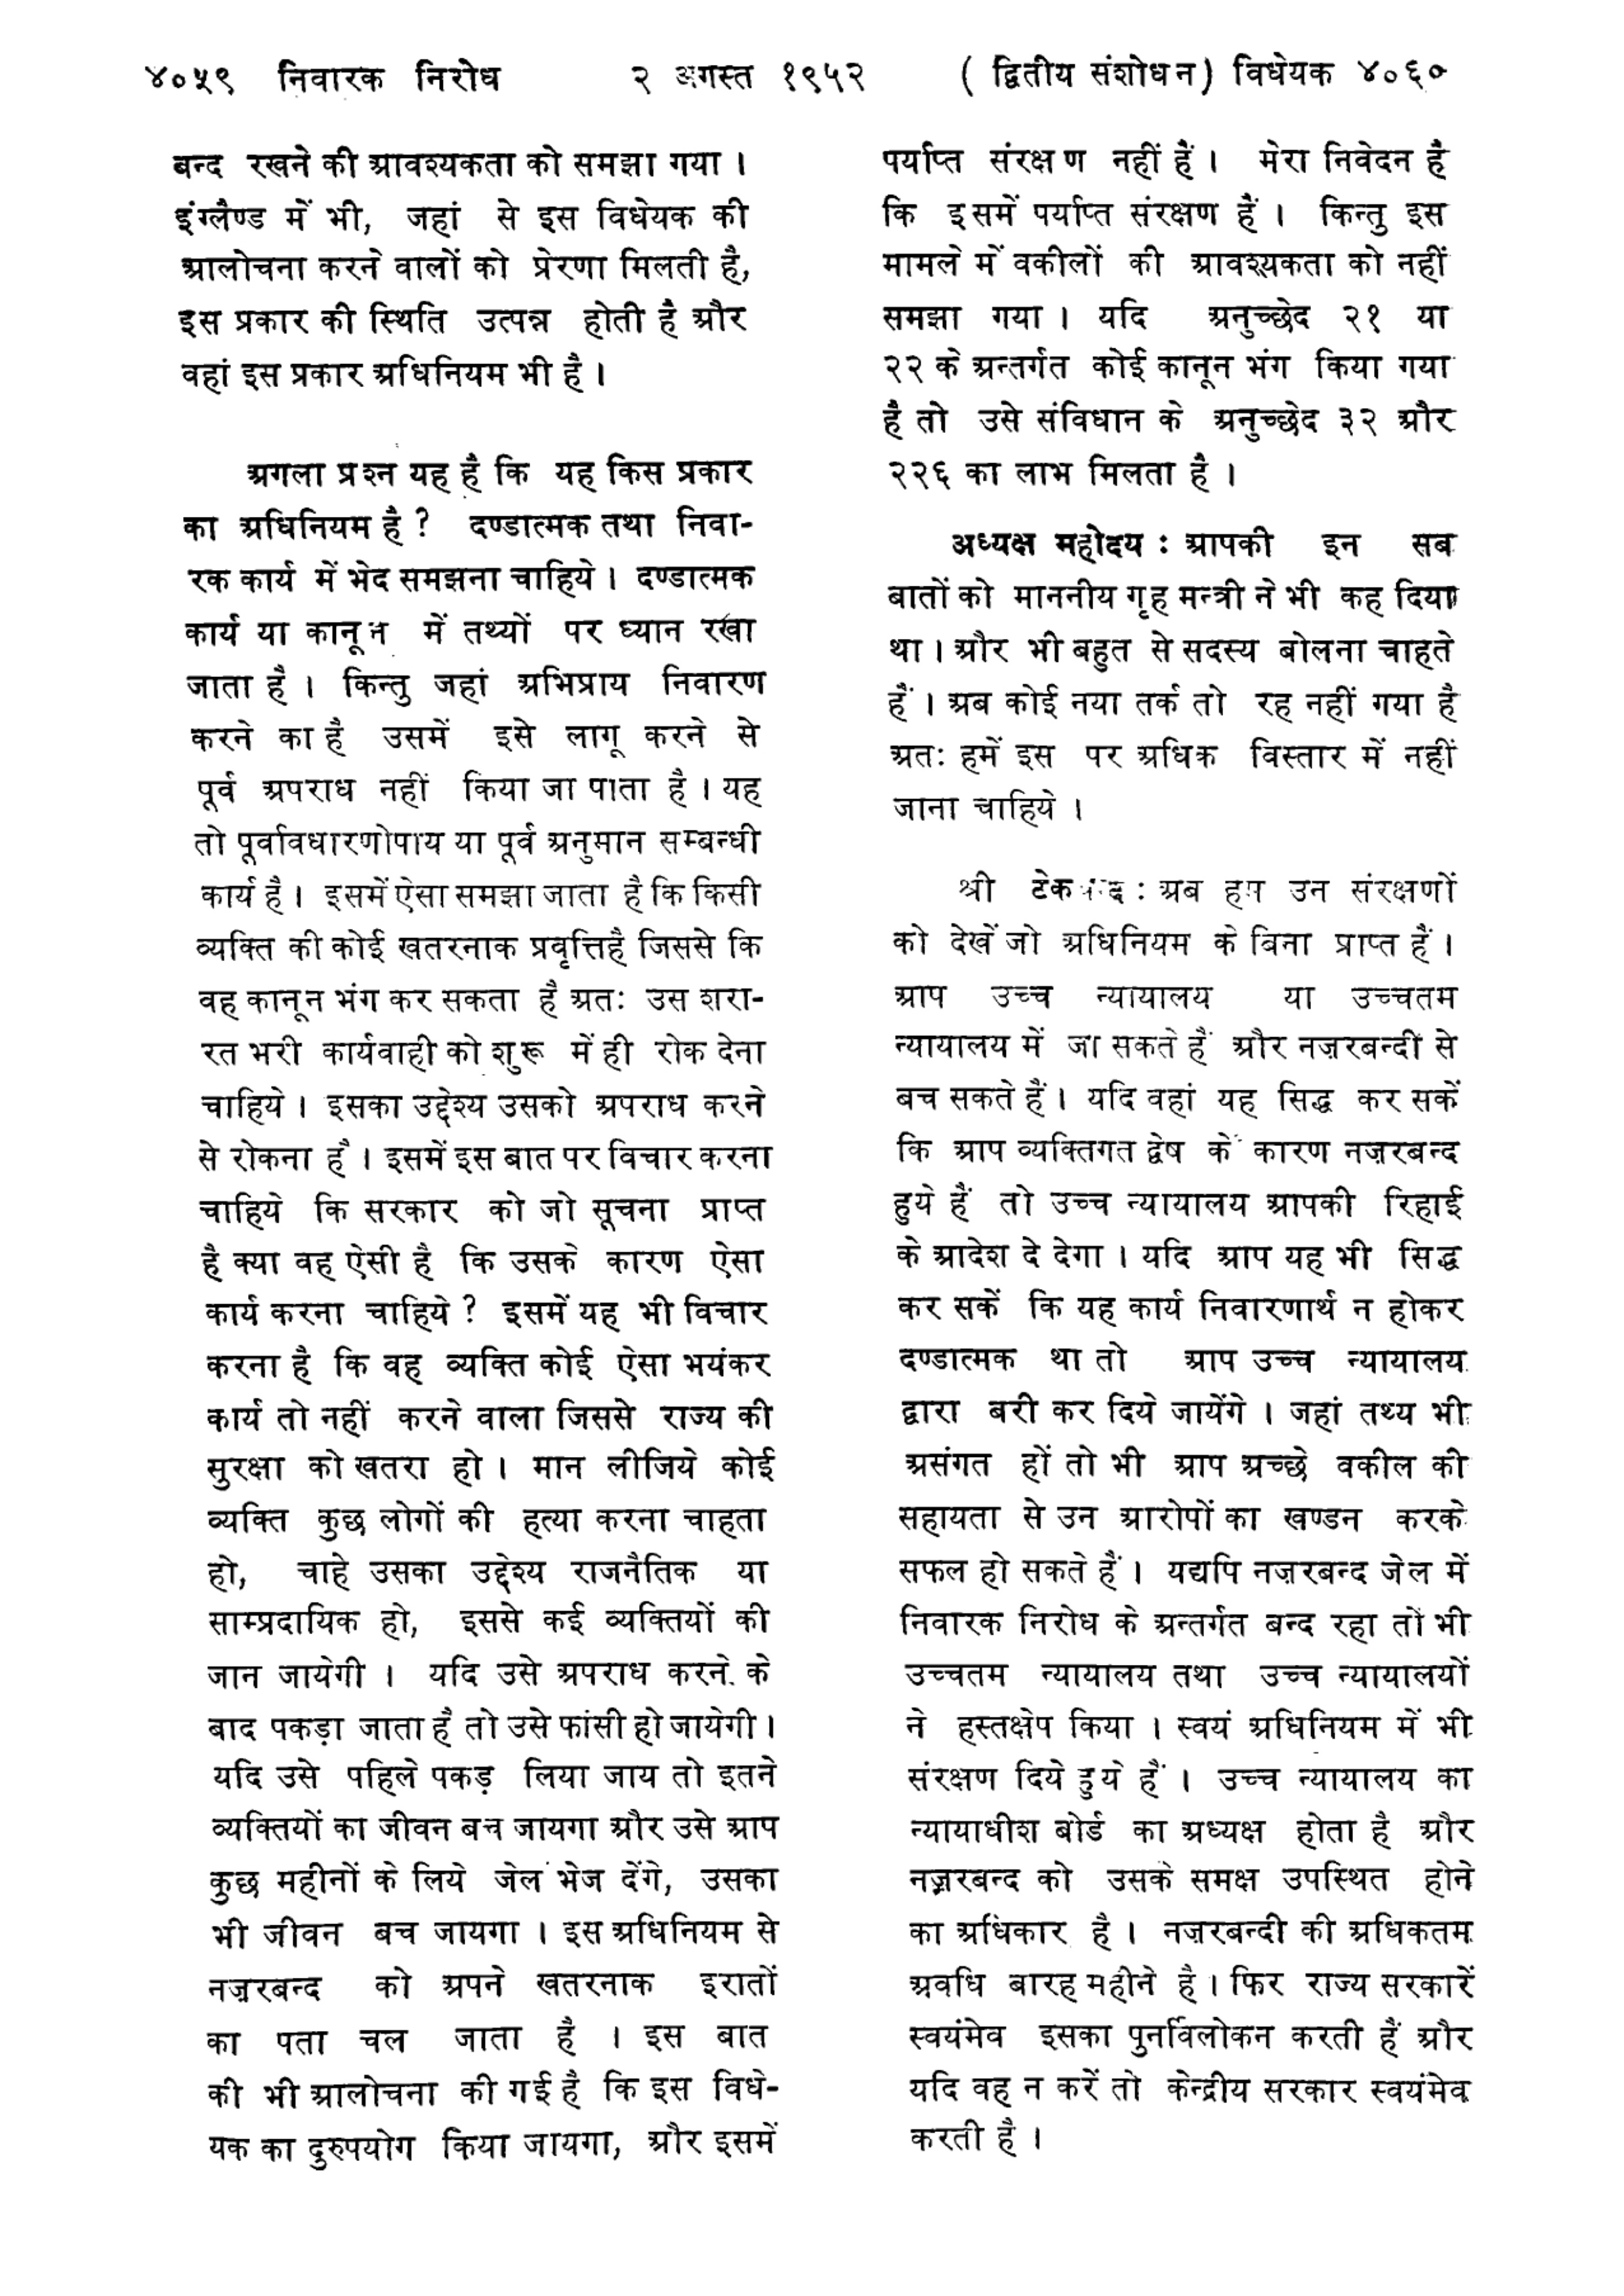 ४०५९ निवारक निरोध २ अगस्त १९५२ ( द्वितीय संशोधन) विधेयक ४०६०
बन्द रखने की आवश्यकता को समझा गया ।
इंग्लैण्ड में भी, जहां से इस विधेयक की
आलोचना करने वालों को प्रेरणा मिलती है,
इस प्रकार की स्थिति उत्पन्न होती है और
वहां इस प्रकार अधिनियम भी है ।
अगला प्रश्न यह है कि यह किस प्रकार
का अधिनियम है ? दण्डात्मक तथा निवा-
रक कार्य में भेद समझना चाहिये । दण्डात्मक
कार्य या कानून में तथ्यों पर ध्यान रखा
जाता है । किन्तु जहां अभिप्राय निवारण
करने का है उसमें इसे लागू करने से
पूर्व अपराध नहीं किया जा पाता है । यह
तो पूर्वावधारणोपाय या पूर्व अनुमान सम्बन्धी
कार्य है । इसमें ऐसा समझा जाता है कि किसी
व्यक्ति की कोई खतरनाक प्रवृत्तिहै जिससे कि
वह कानून भंग कर सकता है अतः उस शरा-
रत भरी कार्यवाही को शुरू में ही रोक देना
चाहिये । इसका उद्देश्य उसको अपराध करने
से रोकना है । इसमें इस बात पर विचार करना
चाहिये कि सरकार को जो सूचना प्राप्त
है क्या वह ऐसी है कि उसके कारण ऐसा
कार्य करना चाहिये ? इसमें यह भी विचार
करना है कि वह व्यक्ति कोई ऐसा भयंकर
कार्य तो नहीं करने वाला जिससे राज्य की
सुरक्षा को खतरा हो । मान लीजिये कोई
व्यक्ति कुछ लोगों की हत्या करना चाहता
हो, चाहे उसका उद्देश्य राजनैतिक या
साम्प्रदायिक हो, इससे कई व्यक्तियों की
जान जायेगी । यदि उसे अपराध करने के
बाद पकड़ा जाता है तो उसे फांसी हो जायेगी ।
यदि उसे पहिले पकड़ लिया जाय तो इतने
व्यक्तियों का जीवन बच जायगा और उसे आप
कुछ महीनों के लिये जेल भेज देंगे, उसका
भी जीवन बच जायगा । इस अधिनियम से
नज़रबन्द को अपने खतरनाक इरातों
का पता चल जाता है । इस बात
की भी आलोचना की गई है कि इस विधे-
यक का दुरुपयोग किया जायगा, और इसमें
पर्याप्त संरक्षण नहीं हैं । मेरा निवेदन है
कि इसमें पर्याप्त संरक्षण हैं । किन्तु इस
मामले में वकीलों की आवश्यकता को नहीं
समझा गया । यदि अनुच्छेद २१ या
२२ के अन्तर्गत कोई कानून भंग किया गया
है तो उसे संविधान के अनुच्छेद ३२ और
२२६ का लाभ मिलता है ।
अध्यक्ष महोदय : आपकी इन सब
बातों को माननीय गृह मन्त्री ने भी कह दिया
था । और भी बहुत से सदस्य बोलना चाहते
हैं । अब कोई नया तर्क तो रह नहीं गया है
अतः हमें इस पर अधिक विस्तार में नहीं
जाना चाहिये ।
श्री टेक चन्द : अब हम उन संरक्षणों
को देखें जो अधिनियम के बिना प्राप्त हैं ।
आप उच्च न्यायालय या उच्चतम
न्यायालय में जा सकते हैं और नज़रबन्दी से
बच सकते हैं । यदि वहां यह सिद्ध कर सकें
कि आप व्यक्तिगत द्वेष के कारण नज़रबन्द
हुये हैं तो उच्च न्यायालय आपकी रिहाई
के आदेश दे देगा । यदि आप यह भी सिद्ध
कर सकें कि यह कार्य निवारणार्थ न होकर
दण्डात्मक था तो आप उच्च न्यायालय
द्वारा बरी कर दिये जायेंगे । जहां तथ्य भी
असंगत हों तो भी आप अच्छे वकील की
सहायता से उन आरोपों का खण्डन करके
सफल हो सकते हैं । यद्यपि नज़रबन्द जेल में
निवारक निरोध के अन्तर्गत बन्द रहा तो भी
उच्चतम न्यायालय तथा उच्च न्यायालयों
ने हस्तक्षेप किया । स्वयं अधिनियम में भी
संरक्षण दिये हुये हैं । उच्च न्यायालय का
न्यायाधीश बोर्ड का अध्यक्ष होता है और
नज़रबन्द को उसके समक्ष उपस्थित होने
का अधिकार है । नज़रबन्दी की अधिकतम
अवधि बारह महीने है । फिर राज्य सरकारें
स्वयंमेव इसका पुनर्विलोकन करती हैं और
यदि वह न करें तो केन्द्रीय सरकार स्वयंमेव
करती है ।